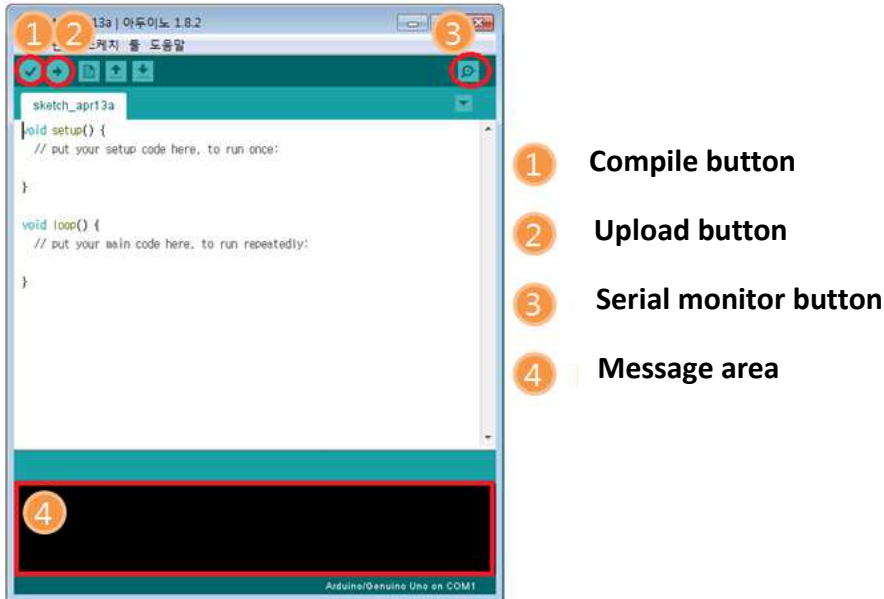 13a | 아두이노 1.8.2
1 2 3
스케치 툴 도움말
sketch_apr13a
void setup() {
// put your setup code here, to run once:
}
void loop() {
// put your main code here, to run repeatedly:
}
4
Arduino/Genuino Uno on COM1
1 Compile button
2 Upload button
3 Serial monitor button
4 Message area